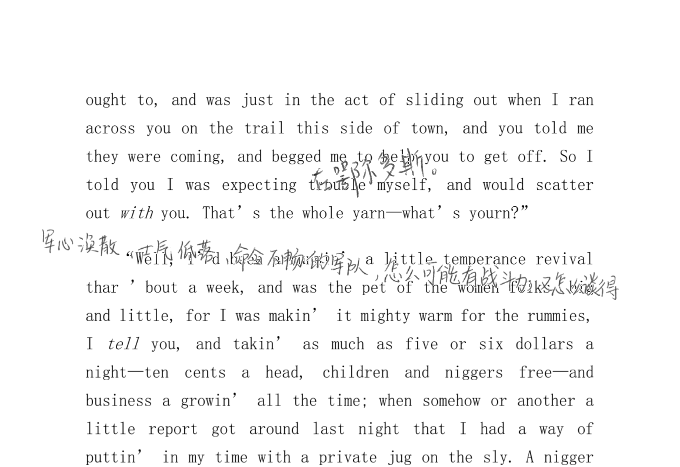 ought to, and was just in the act of sliding out when I ran
across you on the trail this side of town, and you told me
they were coming, and begged me to help you to get off. So I
told you I was expecting trouble myself, and would scatter
out with you. That’s the whole yarn—what’s yourn?”
“Well, I’d a little temperance revival
thar ’bout a week, and was the pet of the women folks, big
and little, for I was makin’ it mighty warm for the rummies,
I tell you, and takin’ as much as five or six dollars a
night—ten cents a head, children and niggers free—and
business a growin’ all the time; when somehow or another a
little report got around last night that I had a way of
puttin’ in my time with a private jug on the sly. A nigger
在鄂尔多斯。
军心涣散，士气低落，命令不畅的军队，怎么可能有战斗力？又怎么谈得